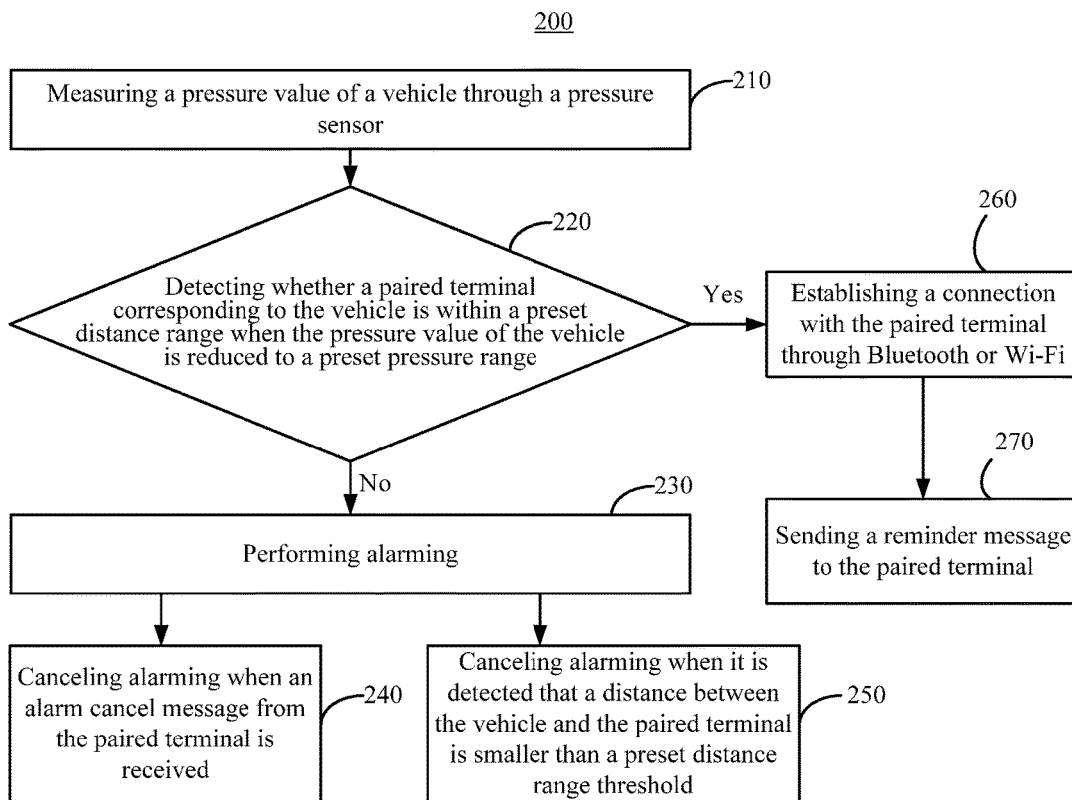 200
Measuring a pressure value of a vehicle through a pressure
sensor
210
220
Detecting whether a paired terminal
corresponding to the vehicle is within a preset
distance range when the pressure value of the vehicle
is reduced to a preset pressure range
Yes
260
Establishing a connection
with the paired terminal
through Bluetooth or Wi-Fi
270
Sending a reminder message
to the paired terminal
No
230
Performing alarming
Canceling alarming when an
alarm cancel message from
the paired terminal is
received
240
Canceling alarming when it is
detected that a distance between
the vehicle and the paired terminal
is smaller than a preset distance
range threshold
250